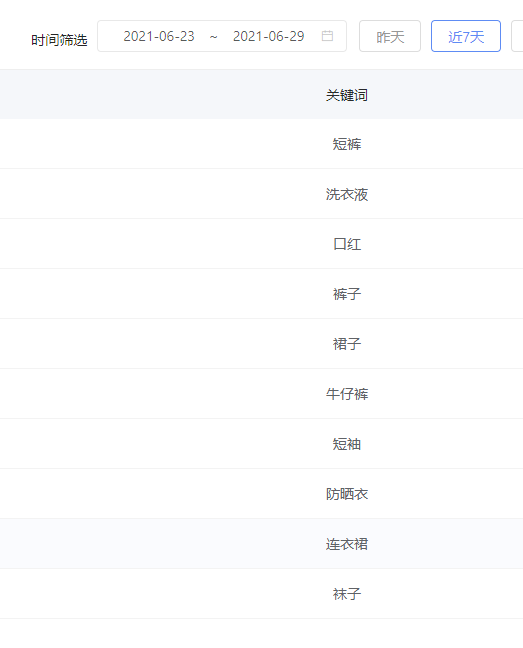 时间筛选 2021-06-23 ~ 2021-06-29 昨天 近7天
关键词
短裤
洗衣液
口红
裤子
裙子
牛仔裤
短袖
防晒衣
连衣裙
袜子